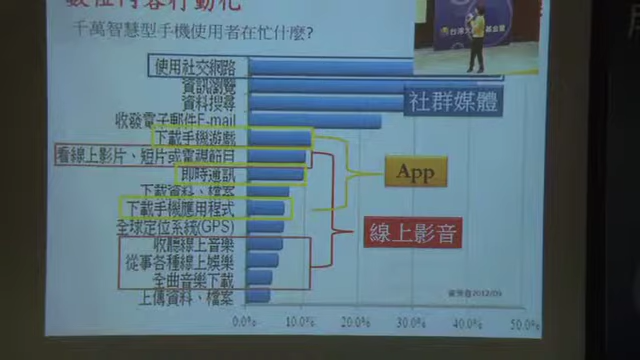 數位內容行動化
千萬智慧型手機使用者在忙什麼?
使用社交網路
資訊瀏覽
資料搜尋
社群媒體
收發電子郵件E-mail
下載手機遊戲
看線上影片、短片或電視節目
即時通訊
App
下載資料、檔案
下載手機應用程式
全球定位系統(GPS)
線上影音
收聽線上音樂
從事各種線上娛樂
全曲音樂下載
上傳資料、檔案
2012/09
0.0% 10.0% 20.0% 30.0% 40.0% 50.0%